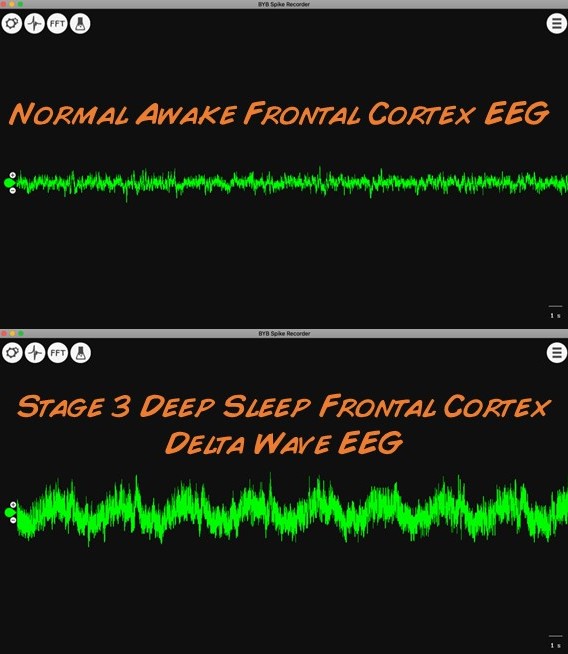 BYB Spike Recorder
FFT
Normal Awake Frontal Cortex EEG
1 s
BYB Spike Recorder
FFT
Stage 3 Deep Sleep Frontal Cortex
Delta Wave EEG
1 s